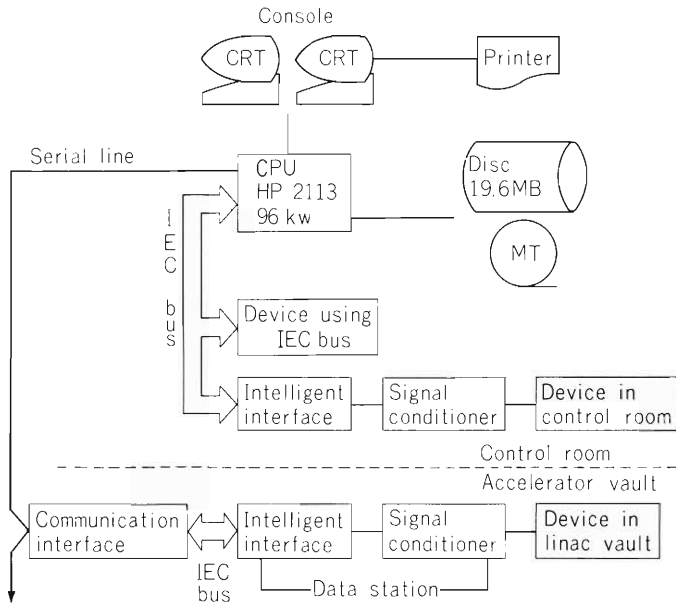 Console
CRT
CRT
Printer
Serial line
CPU
HP 2113
96 kw
Disc
19.6MB
MT
IEC bus
Device using
IEC bus
Intelligent
interface
Signal
conditioner
Device in
control room
Control room
Accelerator vault
Communication
interface
IEC
bus
Intelligent
interface
Signal
conditioner
Device in
linac vault
Data station